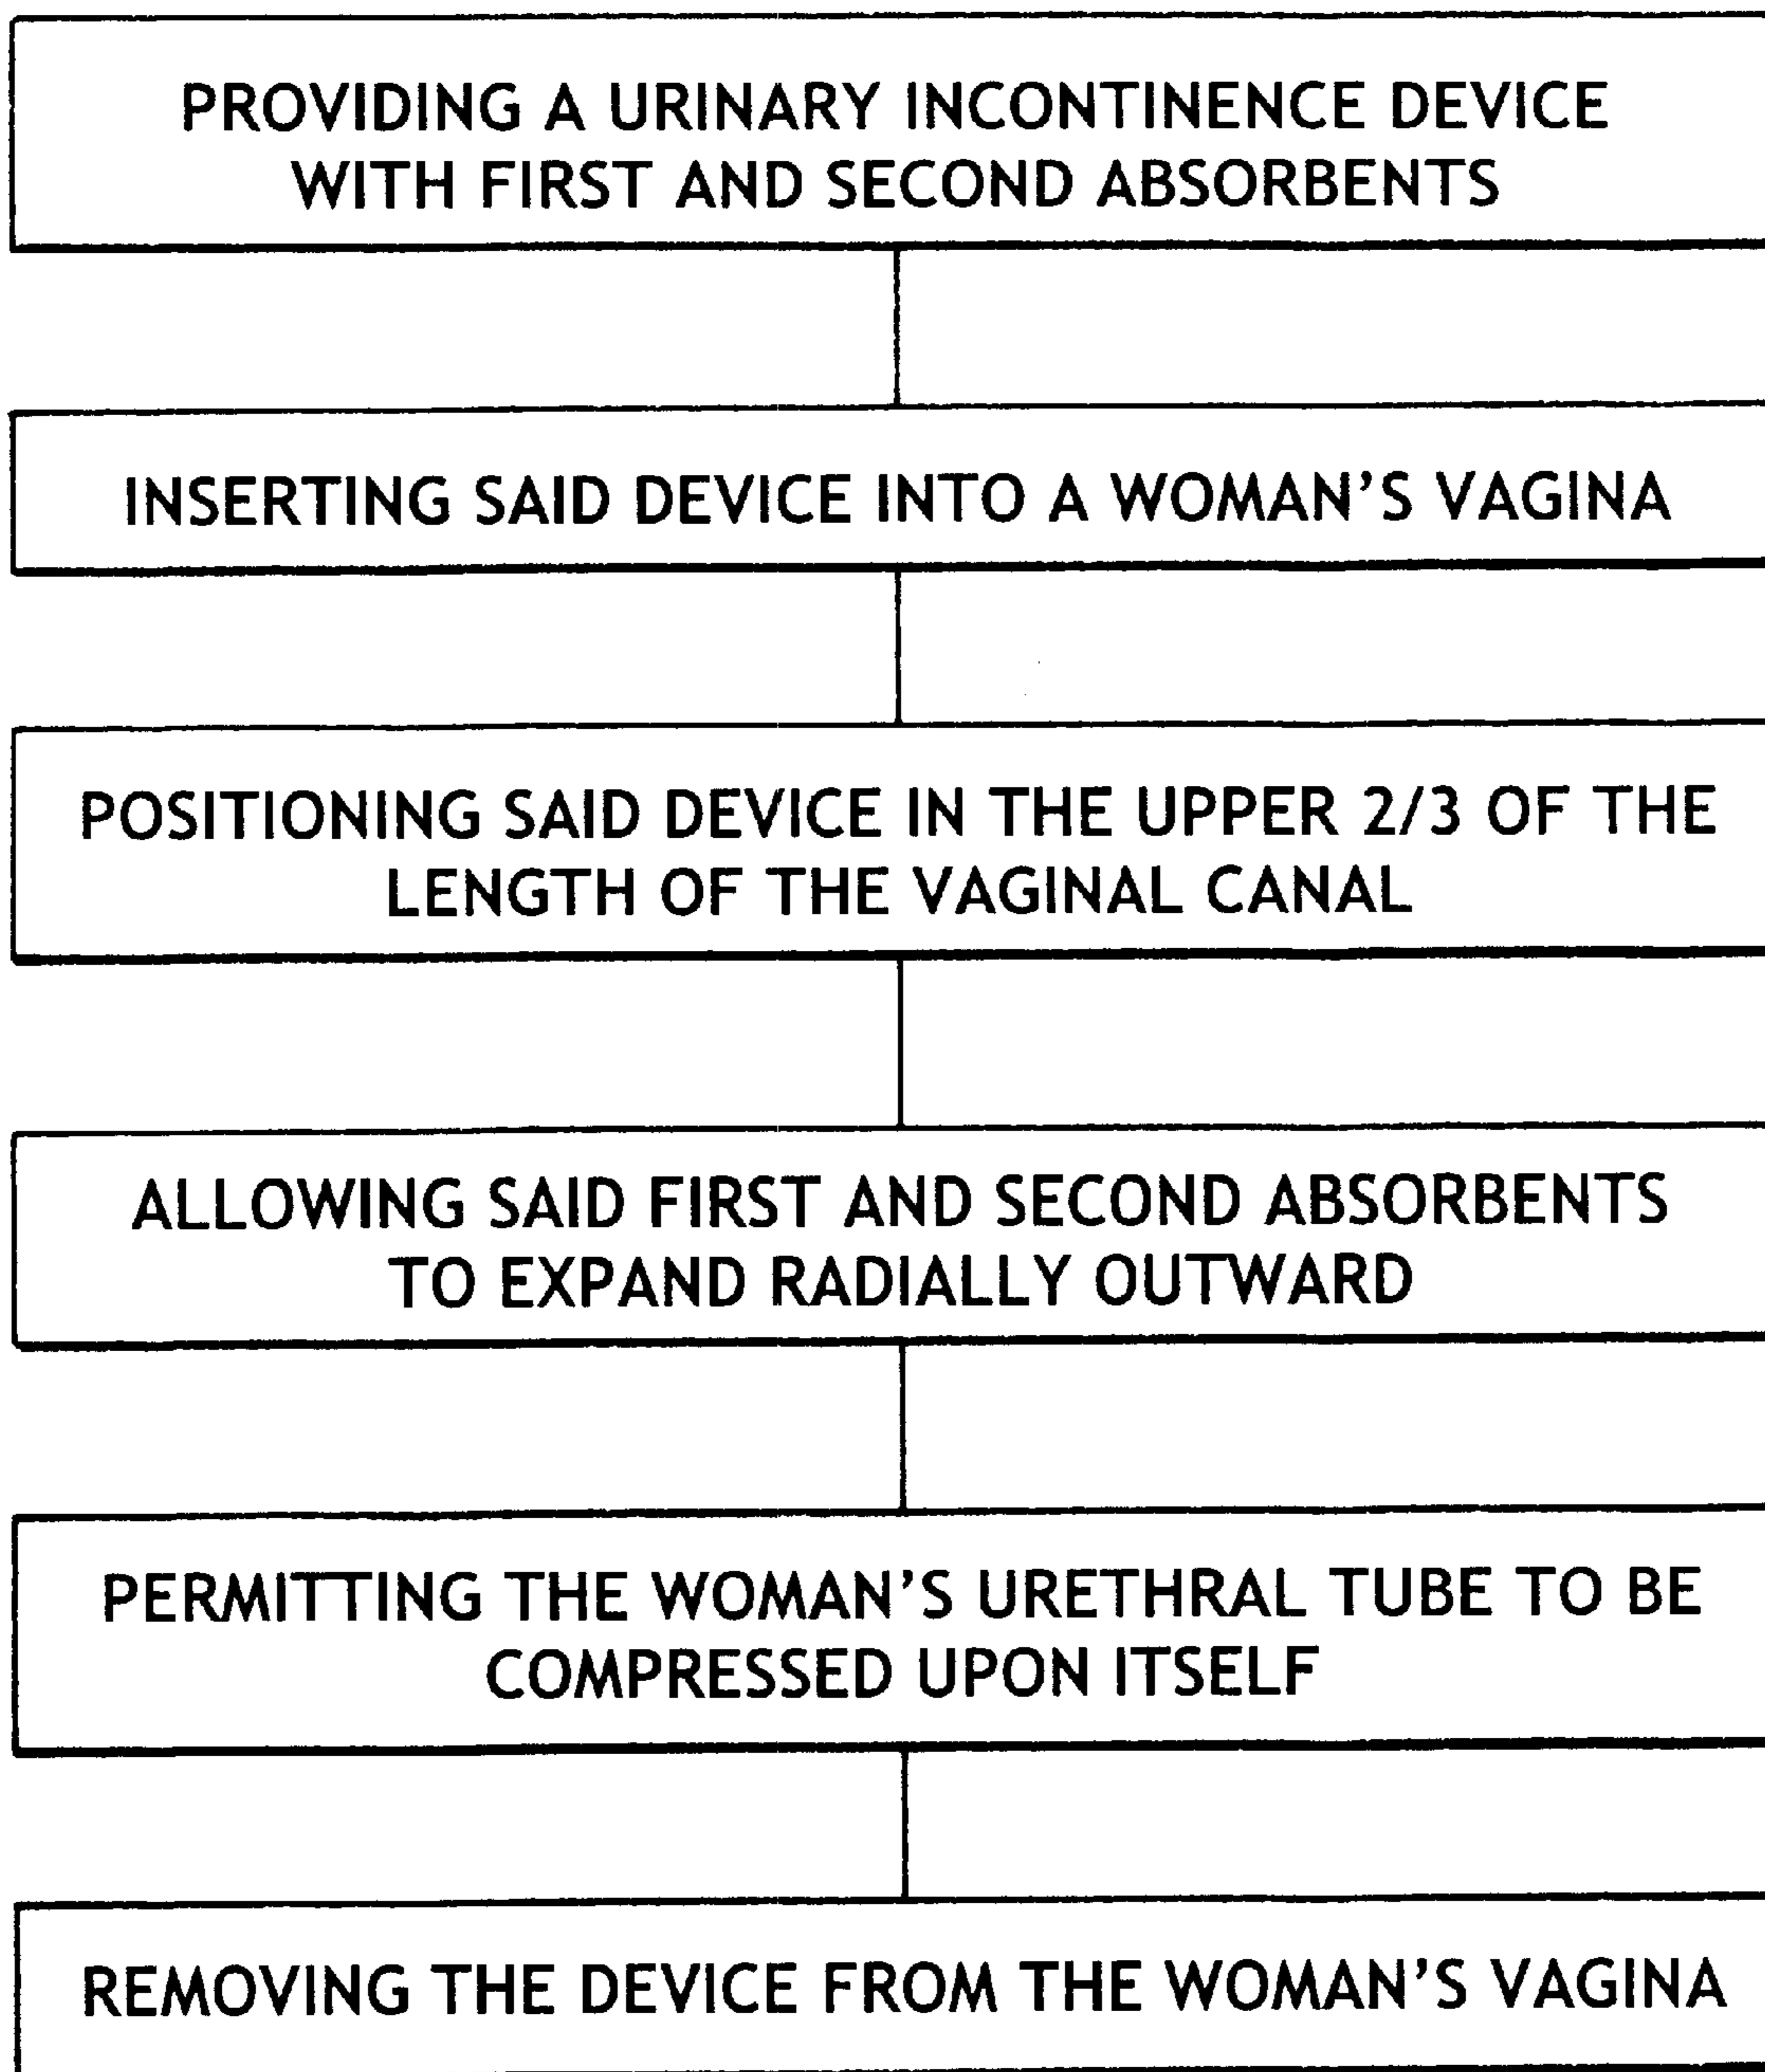 PROVIDING A URINARY INCONTINENCE DEVICE
WITH FIRST AND SECOND ABSORBENTS
INSERTING SAID DEVICE INTO A WOMAN'S VAGINA
POSITIONING SAID DEVICE IN THE UPPER 2/3 OF THE
LENGTH OF THE VAGINAL CANAL
ALLOWING SAID FIRST AND SECOND ABSORBENTS
TO EXPAND RADIALLY OUTWARD
PERMITTING THE WOMAN'S URETHRAL TUBE TO BE
COMPRESSED UPON ITSELF
REMOVING THE DEVICE FROM THE WOMAN'S VAGINA